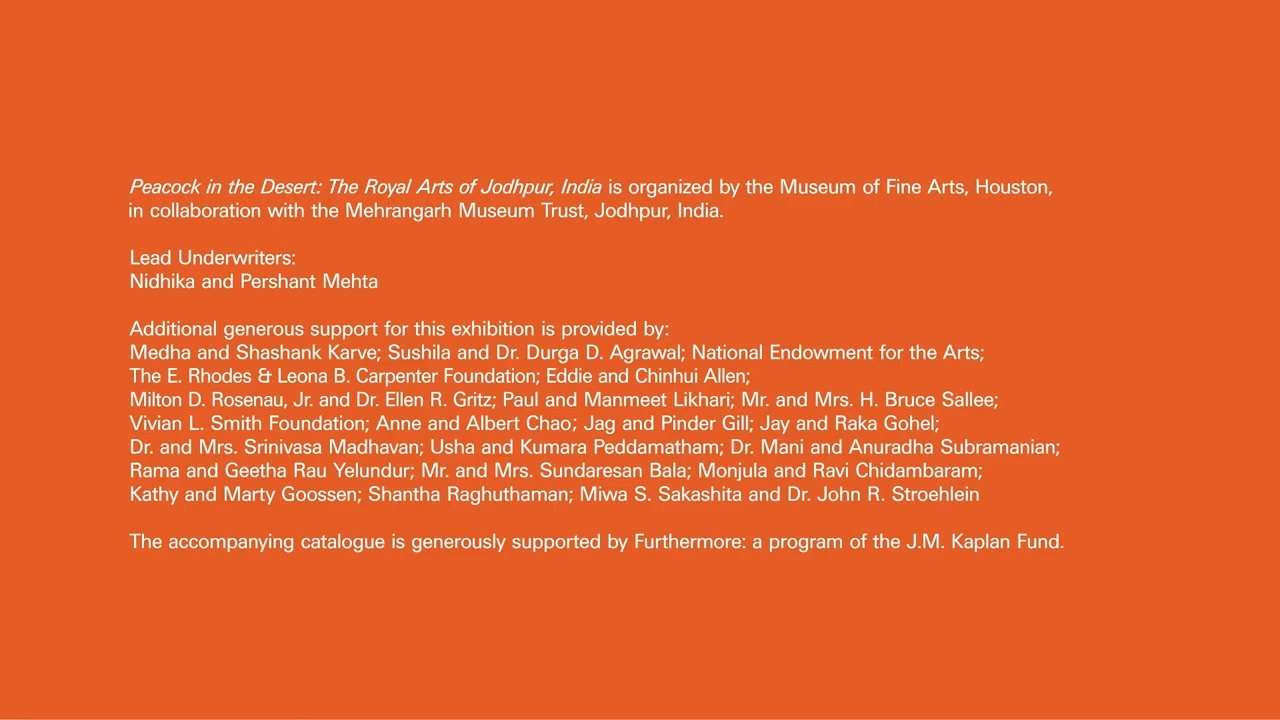 Peacock in the Desert: The Royal Arts of Jodhpur, India is organized by the Museum of Fine Arts, Houston,
in collaboration with the Mehrangarh Museum Trust, Jodhpur, India.
Lead Underwriters:
Nidhika and Pershant Mehta
Additional generous support for this exhibition is provided by:
Medha and Shashank Karve; Sushila and Dr. Durga D. Agrawal; National Endowment for the Arts;
The E. Rhodes & Leona B. Carpenter Foundation; Eddie and Chinhui Allen;
Milton D. Rosenau, Jr. and Dr. Ellen R. Gritz; Paul and Manmeet Likhari; Mr. and Mrs. H. Bruce Sallee;
Vivian L. Smith Foundation; Anne and Albert Chao; Jag and Pinder Gill; Jay and Raka Gohel;
Dr. and Mrs. Srinivasa Madhavan; Usha and Kumara Peddamatham; Dr. Mani and Anuradha Subramanian;
Rama and Geetha Rau Yelundur; Mr. and Mrs. Sundaresan Bala; Monjula and Ravi Chidambaram;
Kathy and Marty Goossen; Shantha Raghuthaman; Miwa S. Sakashita and Dr. John R. Stroehlein
The accompanying catalogue is generously supported by Furthermore: a program of the J.M. Kaplan Fund.